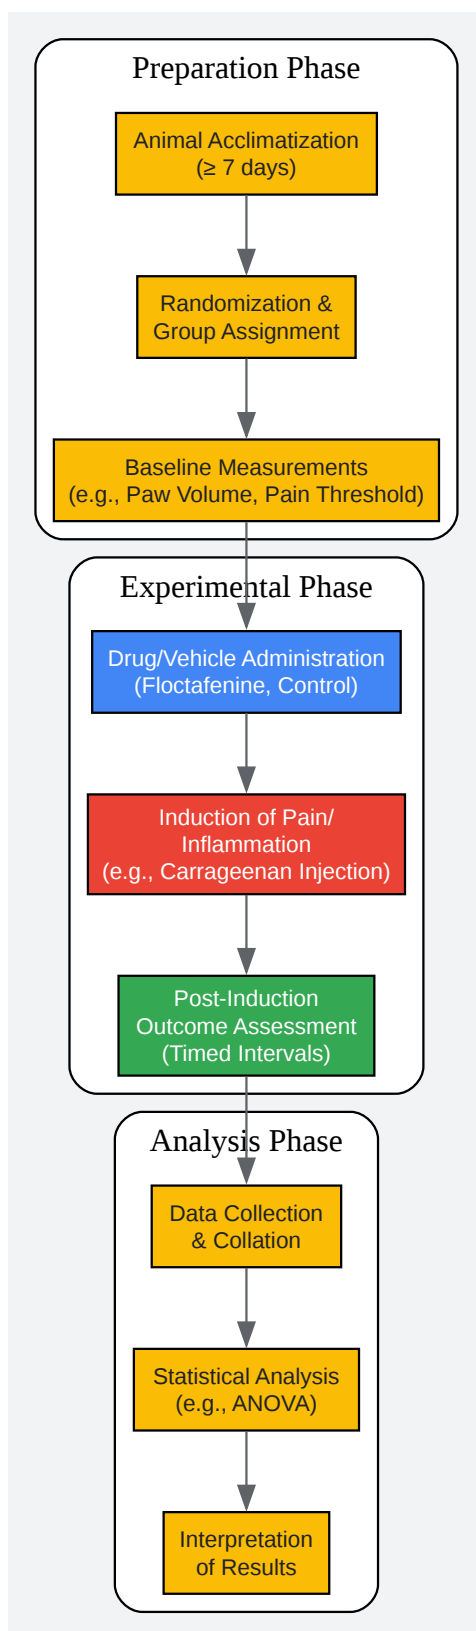 Preparation Phase
Animal Acclimatization
(≥ 7 days)
Randomization &
Group Assignment
Baseline Measurements
(e.g., Paw Volume, Pain Threshold)
Experimental Phase
Drug/Vehicle Administration
(Floctafenine, Control)
Induction of Pain/
Inflammation
(e.g., Carrageenan Injection)
Post-Induction
Outcome Assessment
(Timed Intervals)
Analysis Phase
Data Collection
& Collation
Statistical Analysis
(e.g., ANOVA)
Interpretation
of Results